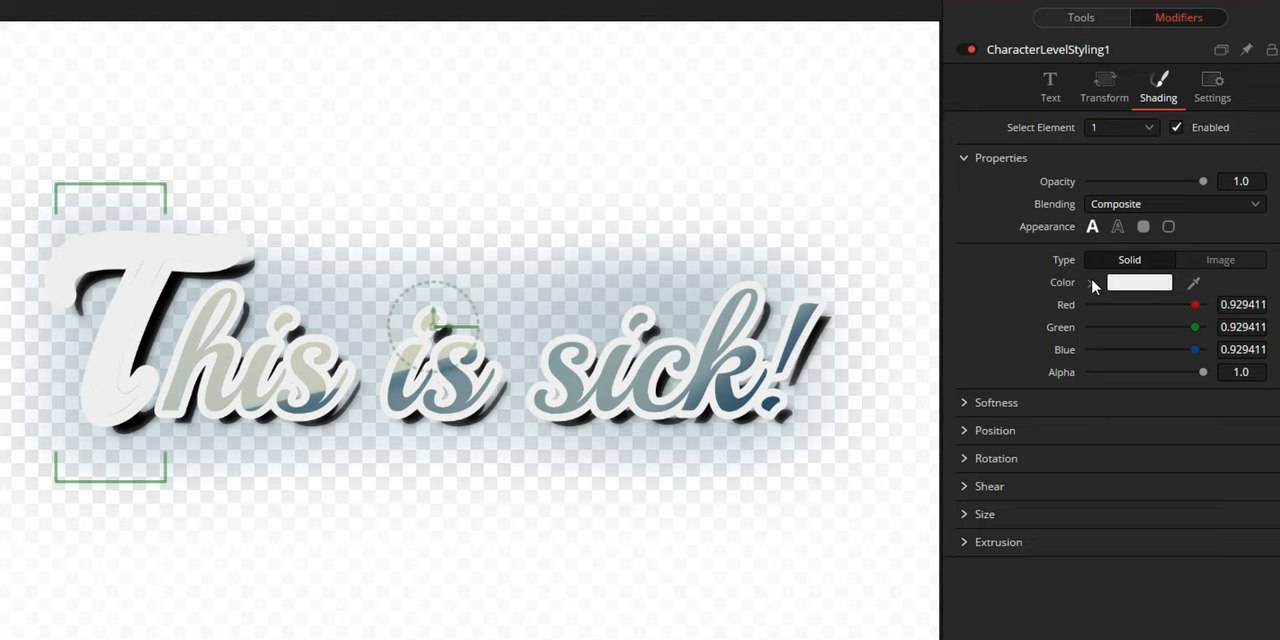 Tools Modifiers
CharacterLevelStyling1
Text Transform Shading Settings
Select Element 1 Enabled
Properties
Opacity 1.0
Blending Composite
Appearance A A
Type Solid Image
Color
Red 0.929411
Green 0.929411
Blue 0.929411
Alpha 1.0
Softness
Position
Rotation
Shear
Size
Extrusion
This is sick!